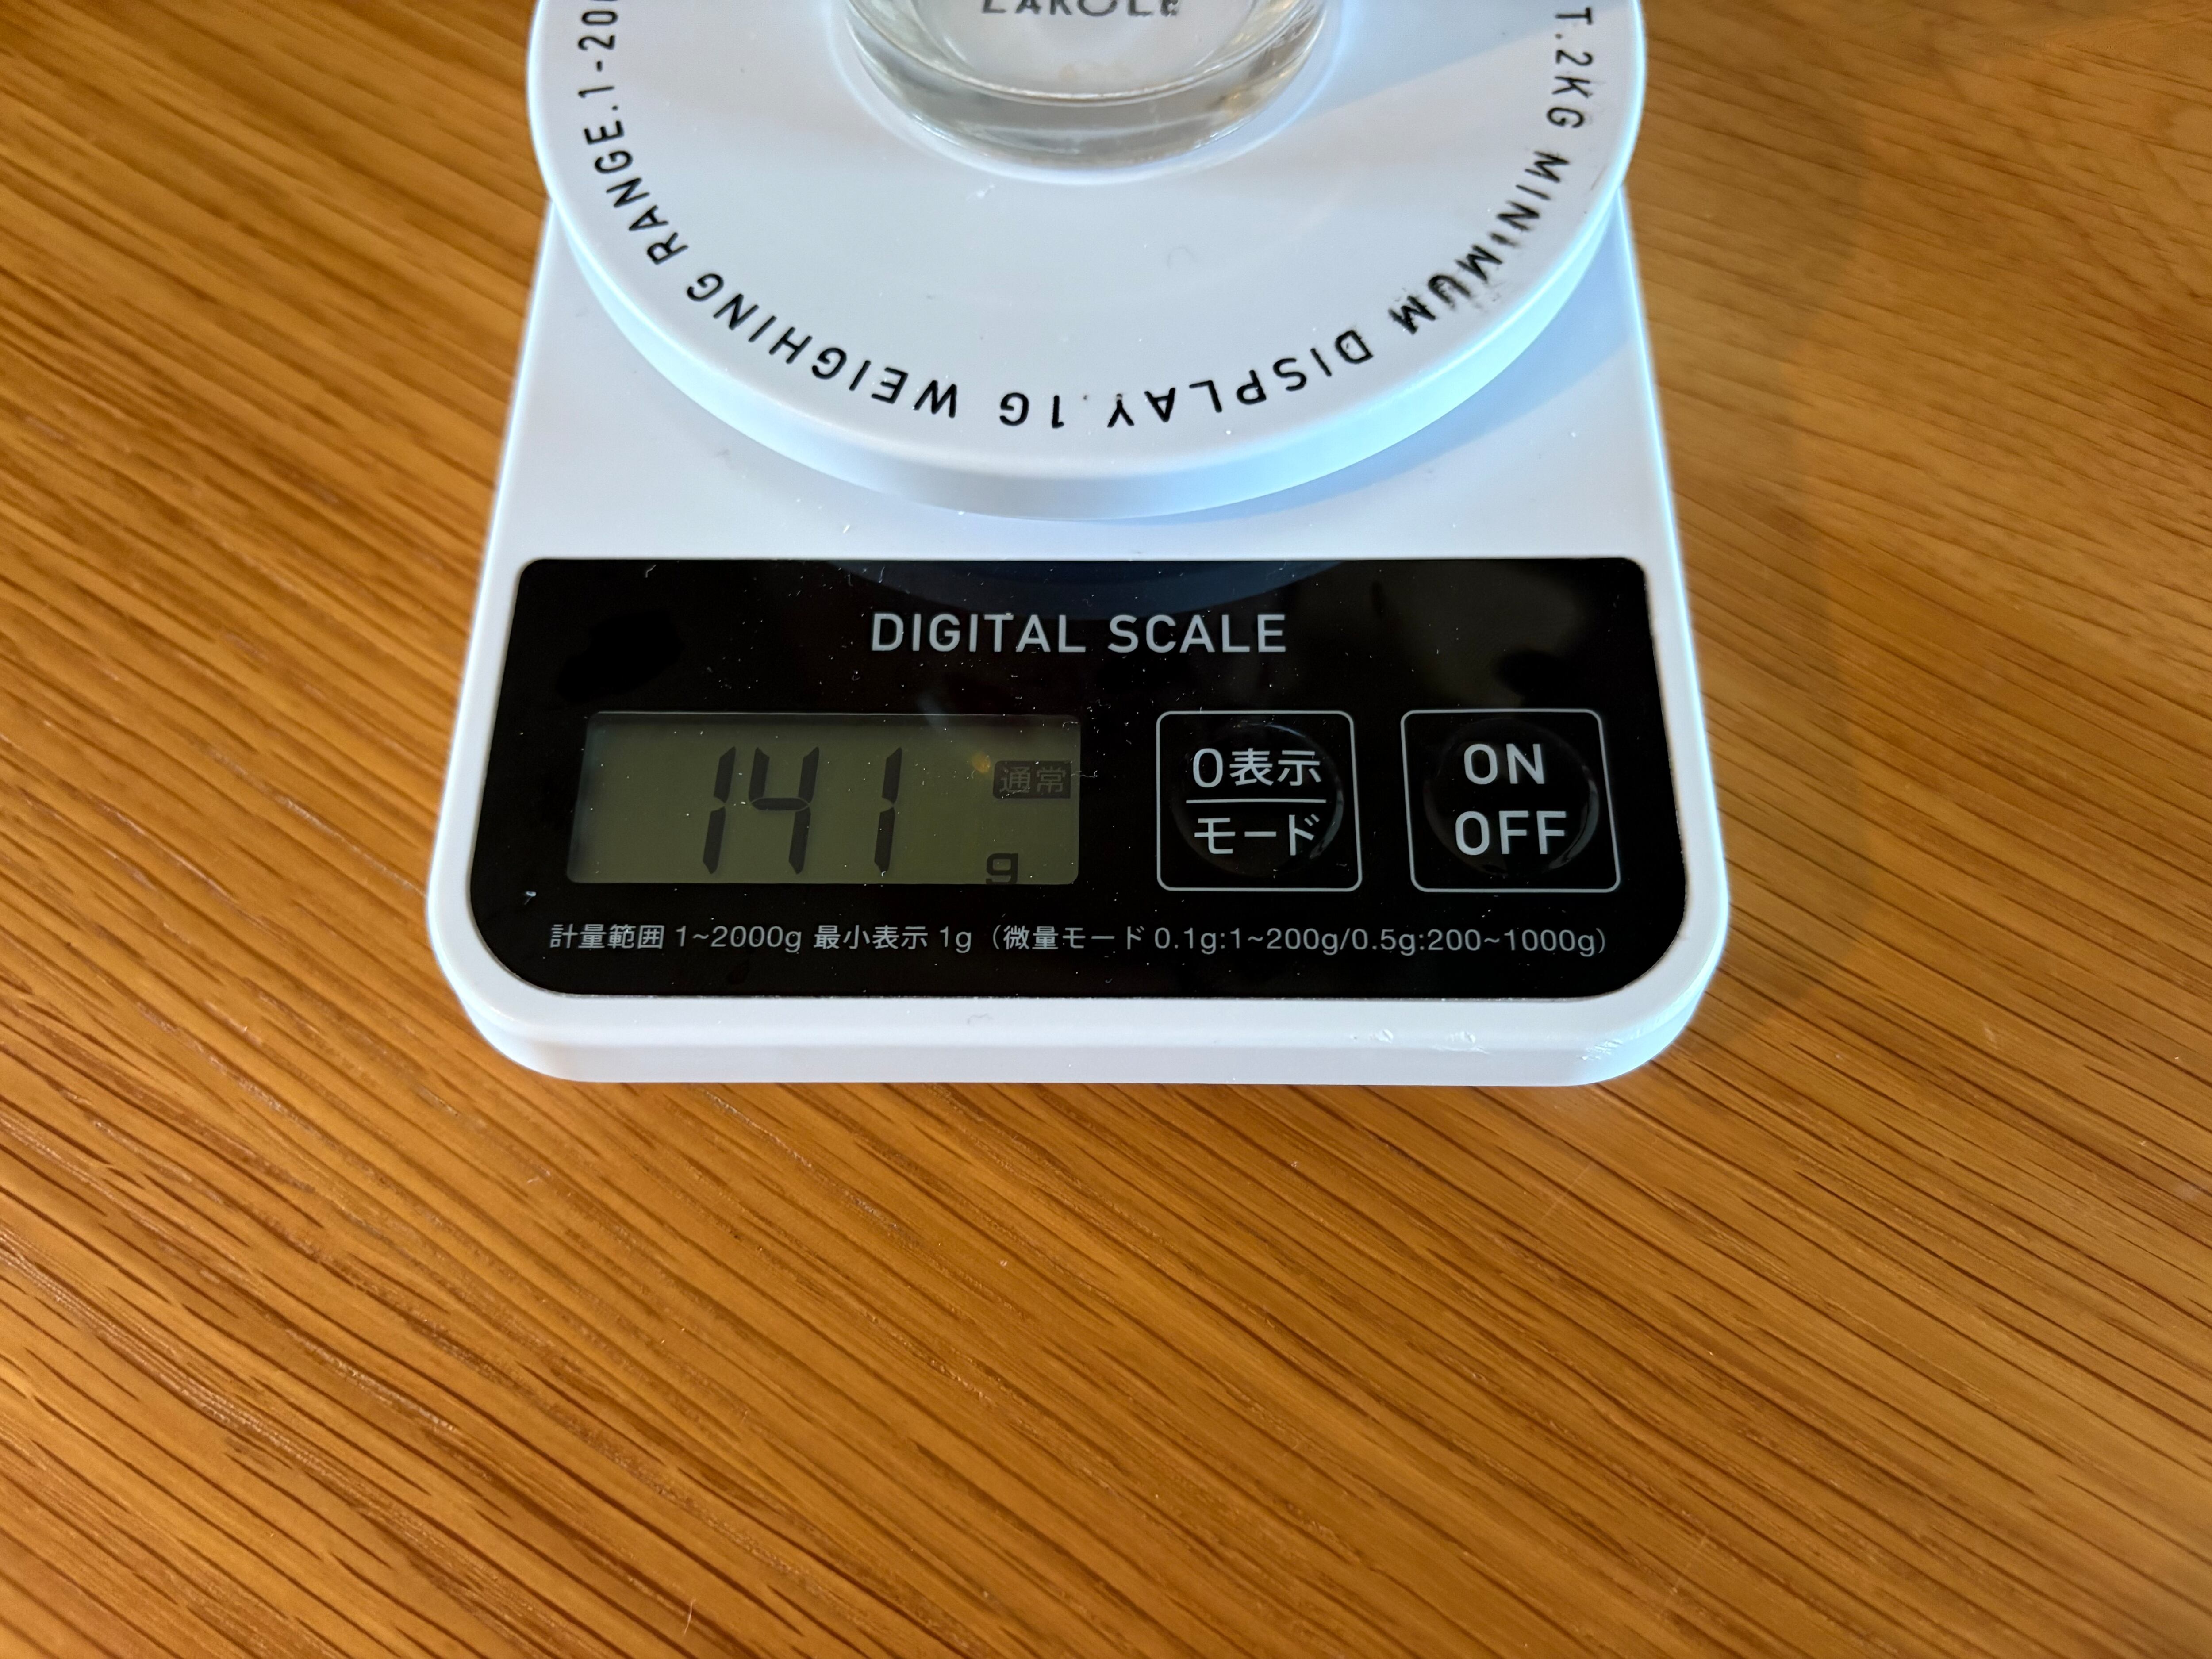 T.2KG MINIMUM DISPLAY.1G WEIGHING RANGE.1-200
DIGITAL SCALE
141 g
通常
0表示
モード
ON
OFF
計量範囲 1~2000g 最小表示 1g（微量モード 0.1g:1~200g/0.5g:200~1000g）